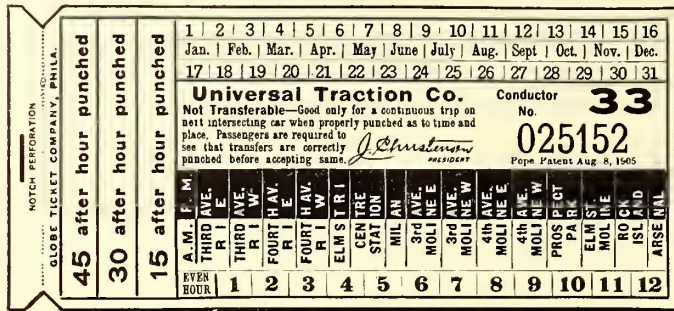 NOTCH PERFORATION
GLOBE TICKET COMPANY, PHILA.
45 after hour punched
30 after hour punched
15 after hour punched
1 | 2 | 3 | 4 | 5 | 6 | 7 | 8 | 9 | 10 | 11 | 12 | 13 | 14 | 15 | 16
Jan. | Feb. | Mar. | Apr. | May | June | July | Aug. | Sept | Oct. | Nov. | Dec.
17 | 18 | 19 | 20 | 21 | 22 | 23 | 24 | 25 | 26 | 27 | 28 | 29 | 30 | 31
Universal Traction Co.
Not Transferable—Good only for a continuous trip on
next intersecting car when properly punched as to time and
place. Passengers are required to
see that transfers are correctly
punched before accepting same.
J. Christenson
PRESIDENT
Conductor
No. 33
025152
Pope Patent Aug 8, 1905
A. M. P. M.
THIRD AVE.
R I E
THIRD AVE.
R I W
FOURTH AV.
R I E
FOURTH AV.
R I W
ELM ST R I
CENTRE
STATION
MILAN
3rd AVE.
MOLINE E
3rd AVE.
MOLINE W
4th AVE.
MOLINE E
4th AVE.
MOLINE W
PROSPECT
PARK
ELM ST.
MOLINE
ROCK
ISLAND
ARSENAL
EVEN
HOUR | 1 | 2 | 3 | 4 | 5 | 6 | 7 | 8 | 9 | 10 | 11 | 12